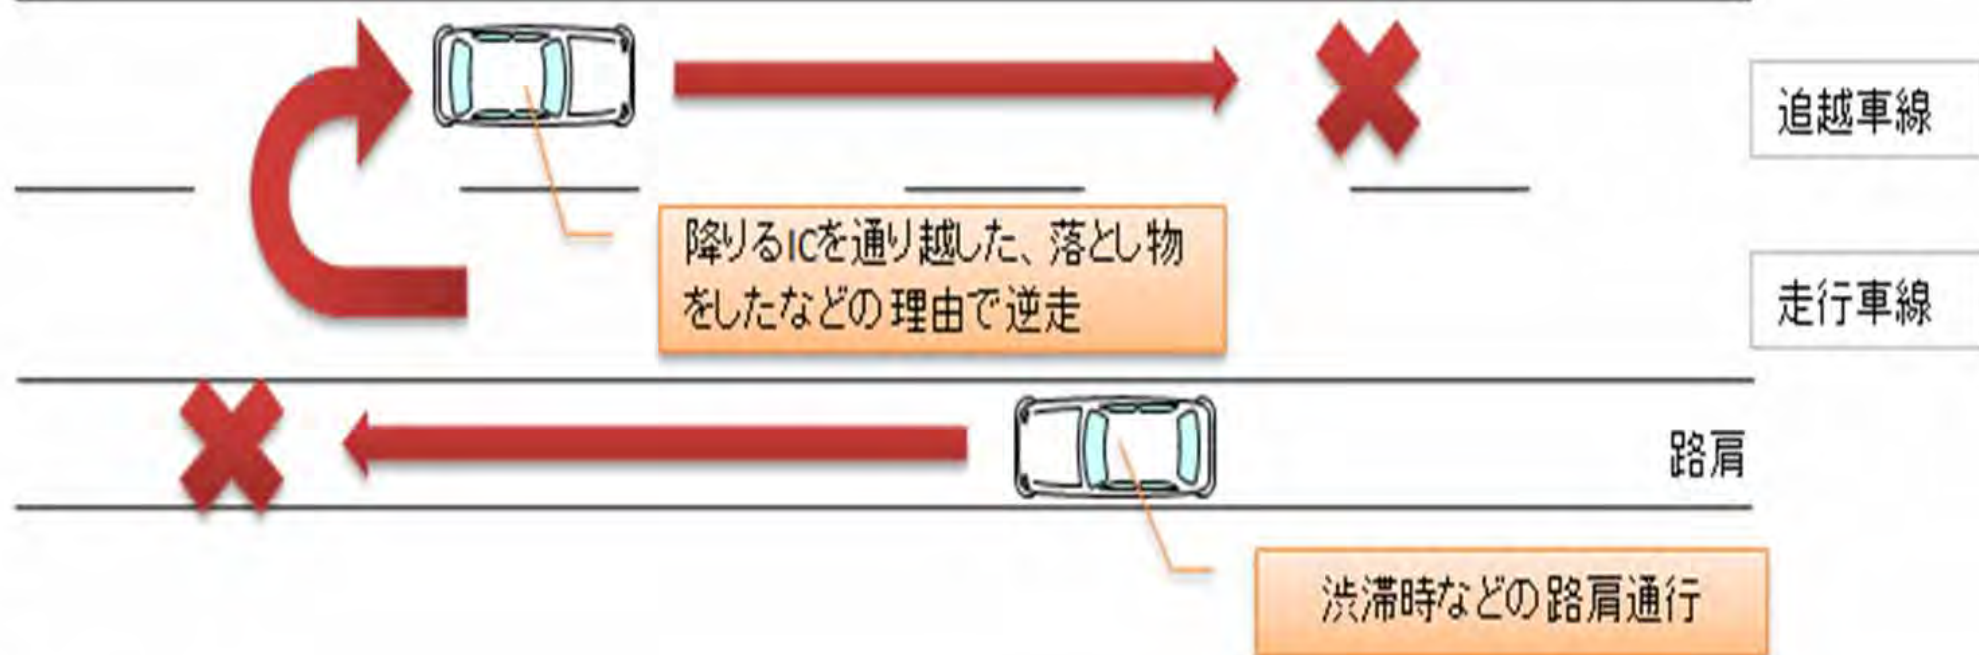 追越車線
降りるICを通り越した、落とし物
をしたなどの理由で逆走
走行車線
路肩
渋滞時などの路肩通行